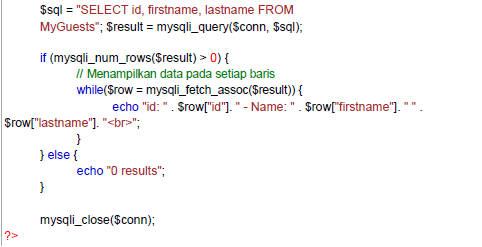 $sql = "SELECT id, firstname, lastname FROM
MyGuests"; $result = mysqli_query($conn, $sql);
if (mysqli_num_rows($result) > 0) {
// Menampilkan data pada setiap baris
while($row = mysqli_fetch_assoc($result)) {
echo "id: " . $row["id"]. " - Name: " . $row["firstname"]. " " .
$row["lastname"]. "<br>";
}
} else {
echo "0 results";
}
mysqli_close($conn);
?>